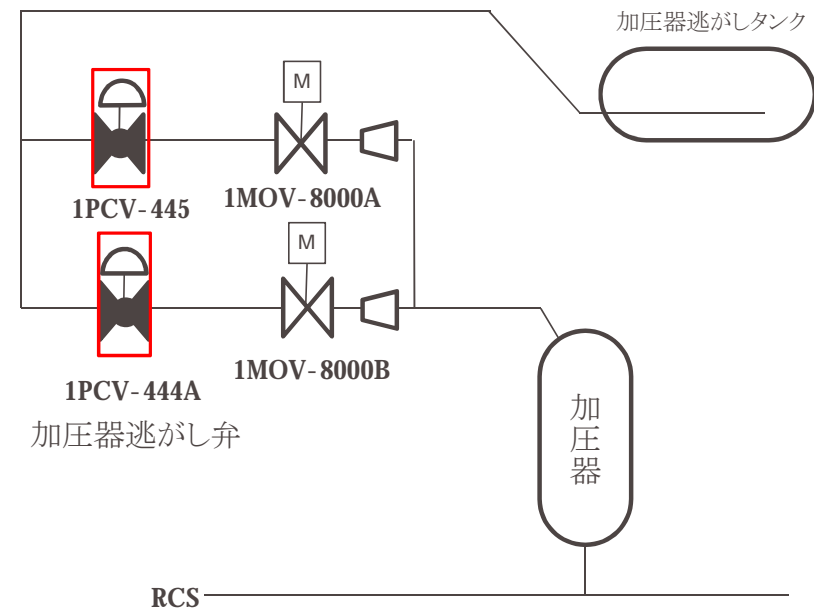 加圧器逃がしタンク
M
1PCV-445
1MOV-8000A
M
1PCV-444A
1MOV-8000B
加圧器逃がし弁
加圧器
RCS